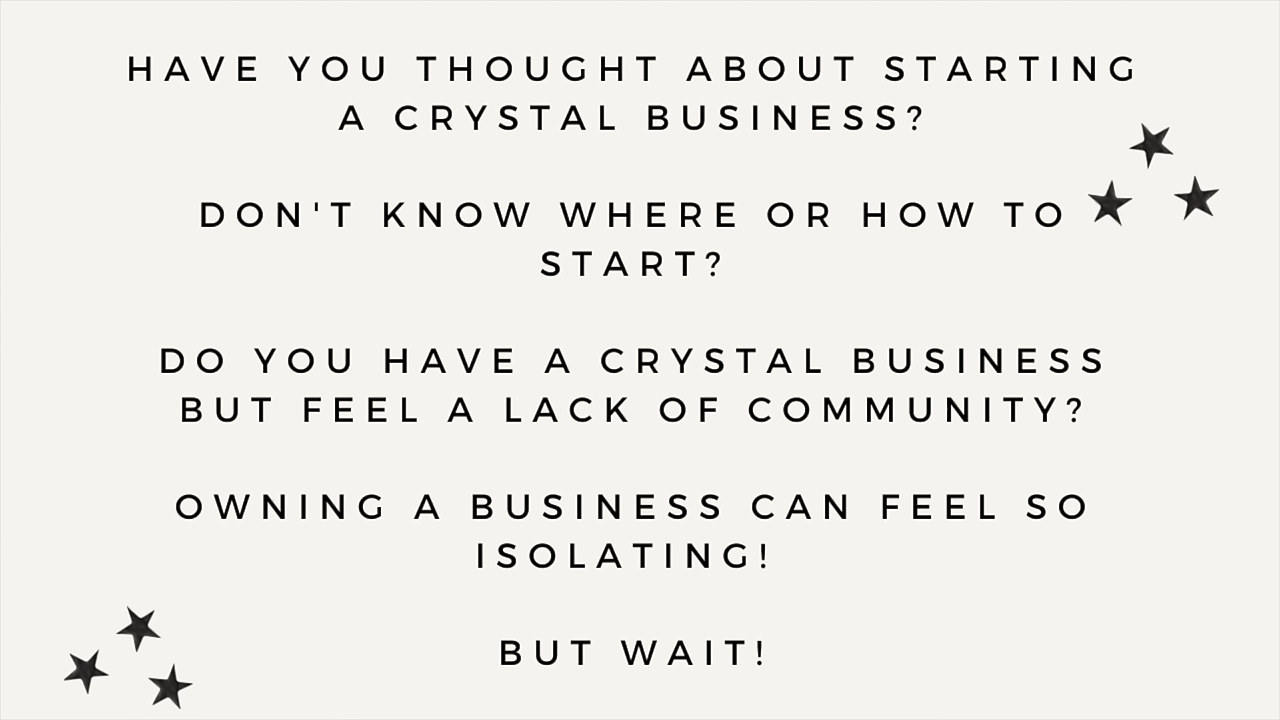 HAVE YOU THOUGHT ABOUT STARTING
A CRYSTAL BUSINESS?
DON'T KNOW WHERE OR HOW TO
START?
DO YOU HAVE A CRYSTAL BUSINESS
BUT FEEL A LACK OF COMMUNITY?
OWNING A BUSINESS CAN FEEL SO
ISOLATING!
BUT WAIT!